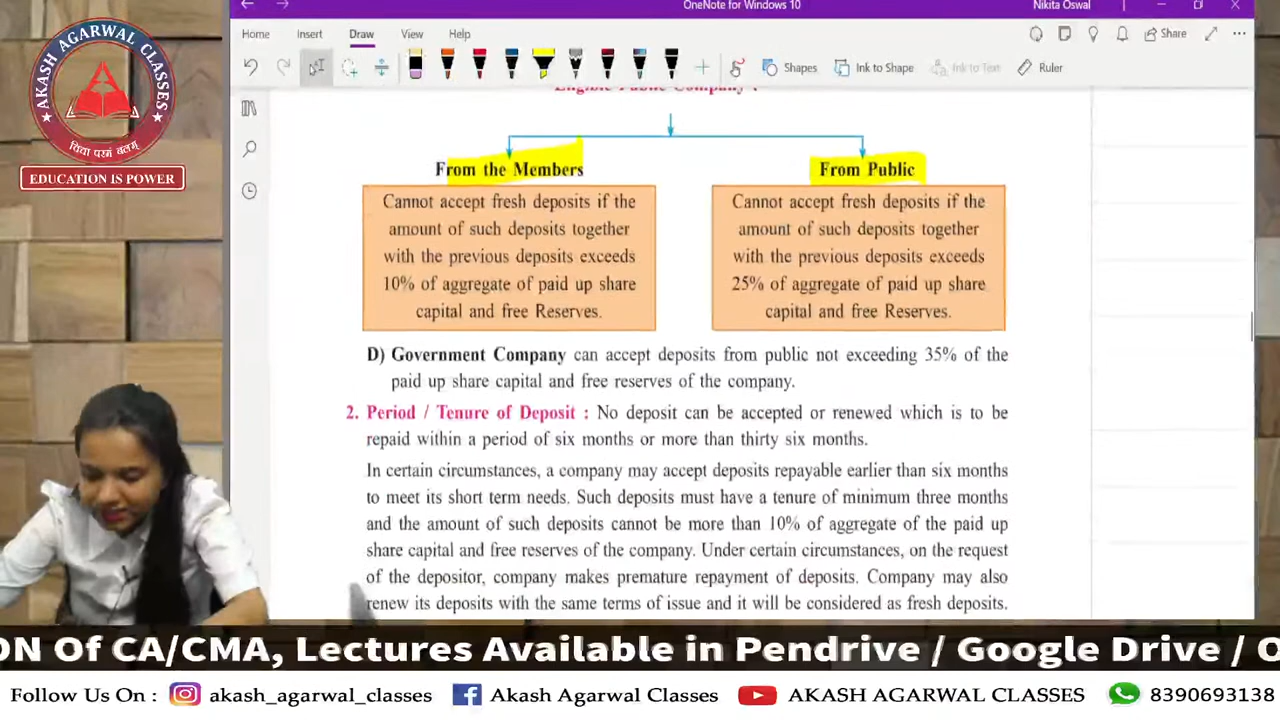 OneNote for Windows 10
Nikita Oswal
Home Insert Draw View Help
Share
Shapes Ink to Shape Ink to Text Ruler
AKASH AGARWAL CLASSES
विद्या परमं बलम्
EDUCATION IS POWER
Eligible Public Company :
From the Members
Cannot accept fresh deposits if the
amount of such deposits together
with the previous deposits exceeds
10% of aggregate of paid up share
capital and free Reserves.
From Public
Cannot accept fresh deposits if the
amount of such deposits together
with the previous deposits exceeds
25% of aggregate of paid up share
capital and free Reserves.
D) Government Company can accept deposits from public not exceeding 35% of the
paid up share capital and free reserves of the company.
2. Period / Tenure of Deposit : No deposit can be accepted or renewed which is to be
repaid within a period of six months or more than thirty six months.
In certain circumstances, a company may accept deposits repayable earlier than six months
to meet its short term needs. Such deposits must have a tenure of minimum three months
and the amount of such deposits cannot be more than 10% of aggregate of the paid up
share capital and free reserves of the company. Under certain circumstances, on the request
of the depositor, company makes premature repayment of deposits. Company may also
renew its deposits with the same terms of issue and it will be considered as fresh deposits.
ON Of CA/CMA, Lectures Available in Pendrive / Google Drive / O
Follow Us On : akash_agarwal_classes Akash Agarwal Classes AKASH AGARWAL CLASSES 8390693138